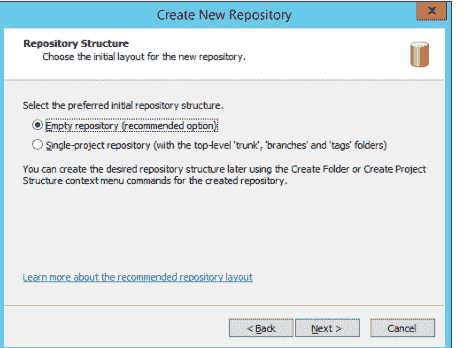 Create New Repository
x
Repository Structure
Choose the initial layout for the new repository.
Select the preferred initial repository structure.
Empty repository (recommended option)
Single-project repository (with the top-level 'trunk', 'branches' and 'tags' folders)
You can create the desired repository structure later using the Create Folder or Create Project
Structure context menu commands for the created repository.
Learn more about the recommended repository layout
< Back Next > Cancel